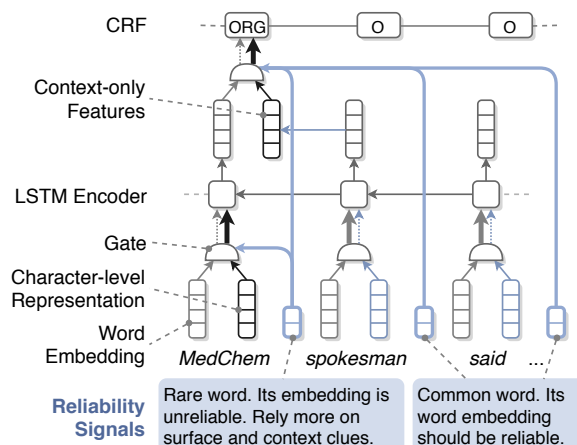 CRF
ORG
O
O
Context-only
Features
LSTM Encoder
Gate
Character-level
Representation
Word
Embedding
MedChem
spokesman
said
...
Reliability
Signals
Rare word. Its embedding is
unreliable. Rely more on
surface and context clues.
Common word. Its
word embedding
should be reliable.